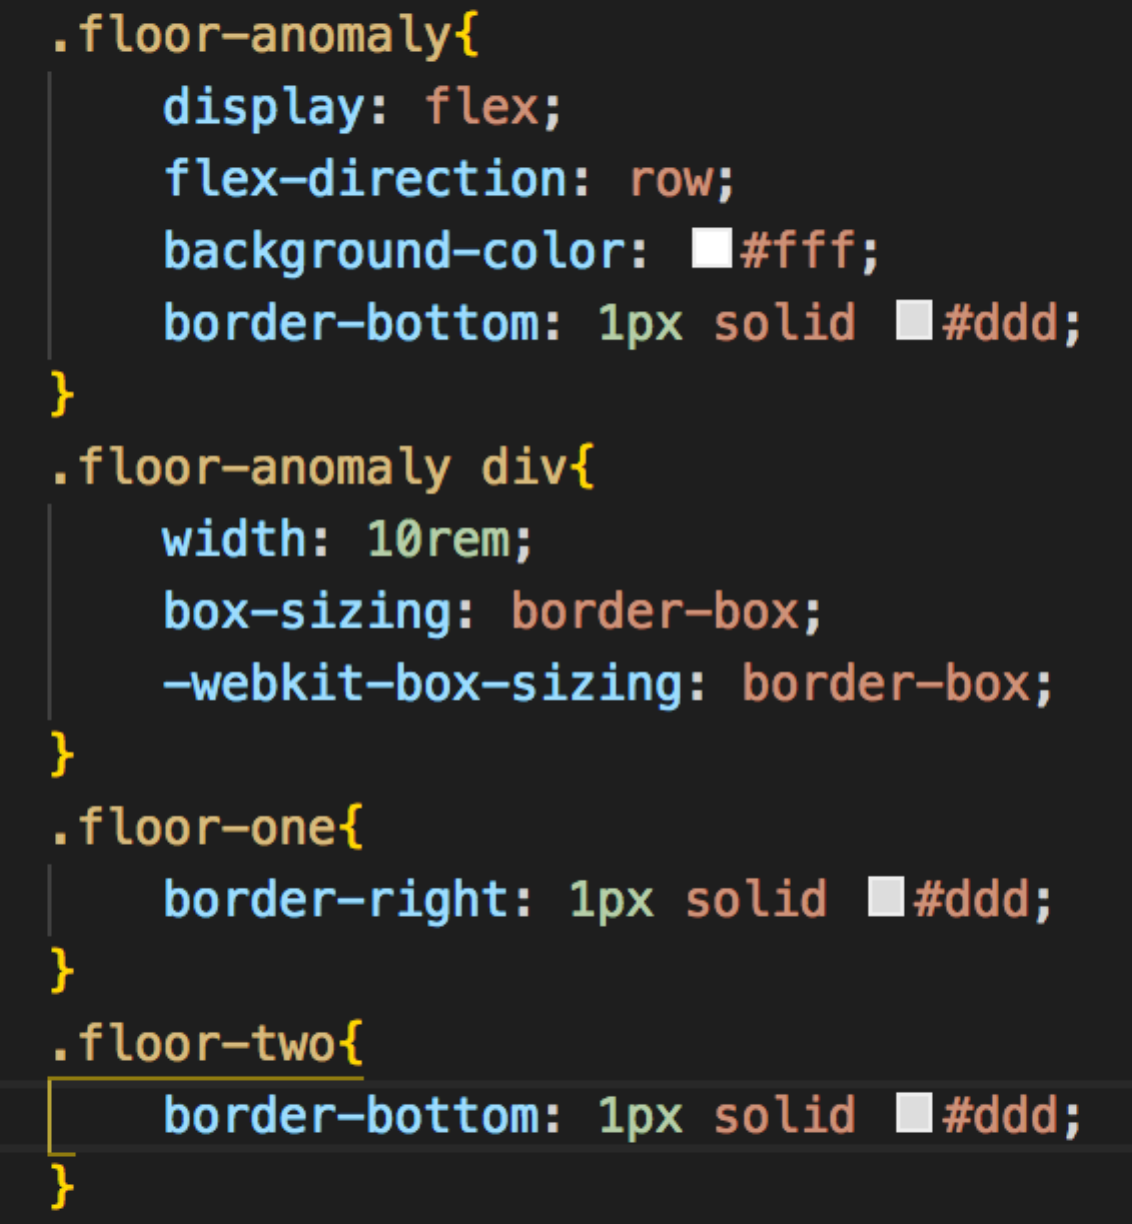 .floor-anomaly{
    display: flex;
    flex-direction: row;
    background-color: #fff;
    border-bottom: 1px solid #ddd;
}
.floor-anomaly div{
    width: 10rem;
    box-sizing: border-box;
    -webkit-box-sizing: border-box;
}
.floor-one{
    border-right: 1px solid #ddd;
}
.floor-two{
    border-bottom: 1px solid #ddd;
}